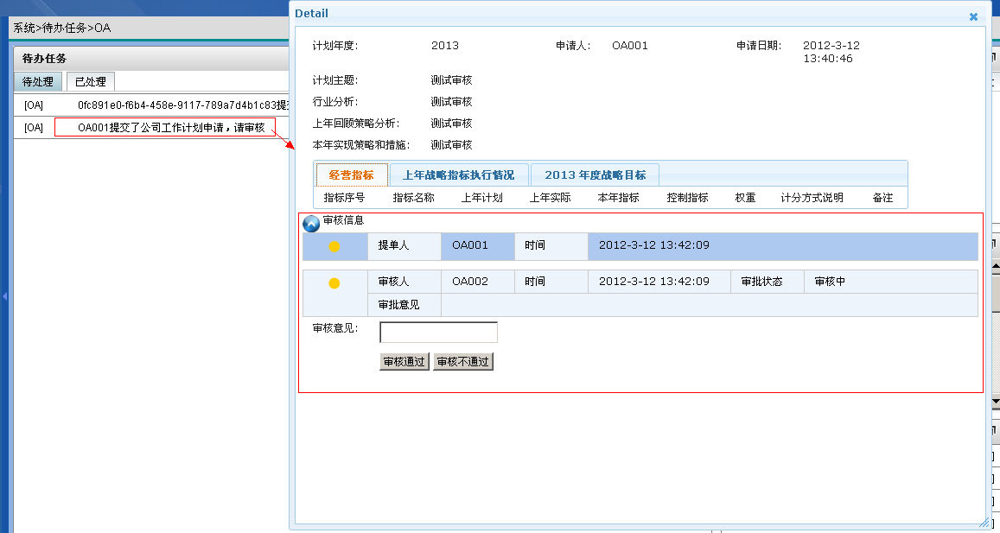 系统>待办任务>OA
待办任务
待处理 已处理
[OA] 0fc891e0-f6b4-458e-9117-789a7d4b1c83提
[OA] OA001提交了公司工作计划申请，请审核
Detail
计划年度: 2013 申请人: OA001 申请日期: 2012-3-12
13:40:46
计划主题: 测试审核
行业分析: 测试审核
上年回顾策略分析: 测试审核
本年实现策略和措施: 测试审核
经营指标 上年战略指标执行情况 2013 年度战略目标
指标序号 指标名称 上年计划 上年实际 本年指标 控制指标 权重 计分方式说明 备注
审核信息
提单人 OA001 时间 2012-3-12 13:42:09
审核人 OA002 时间 2012-3-12 13:42:09 审批状态 审核中
审批意见
审核意见:
审核通过 审核不通过